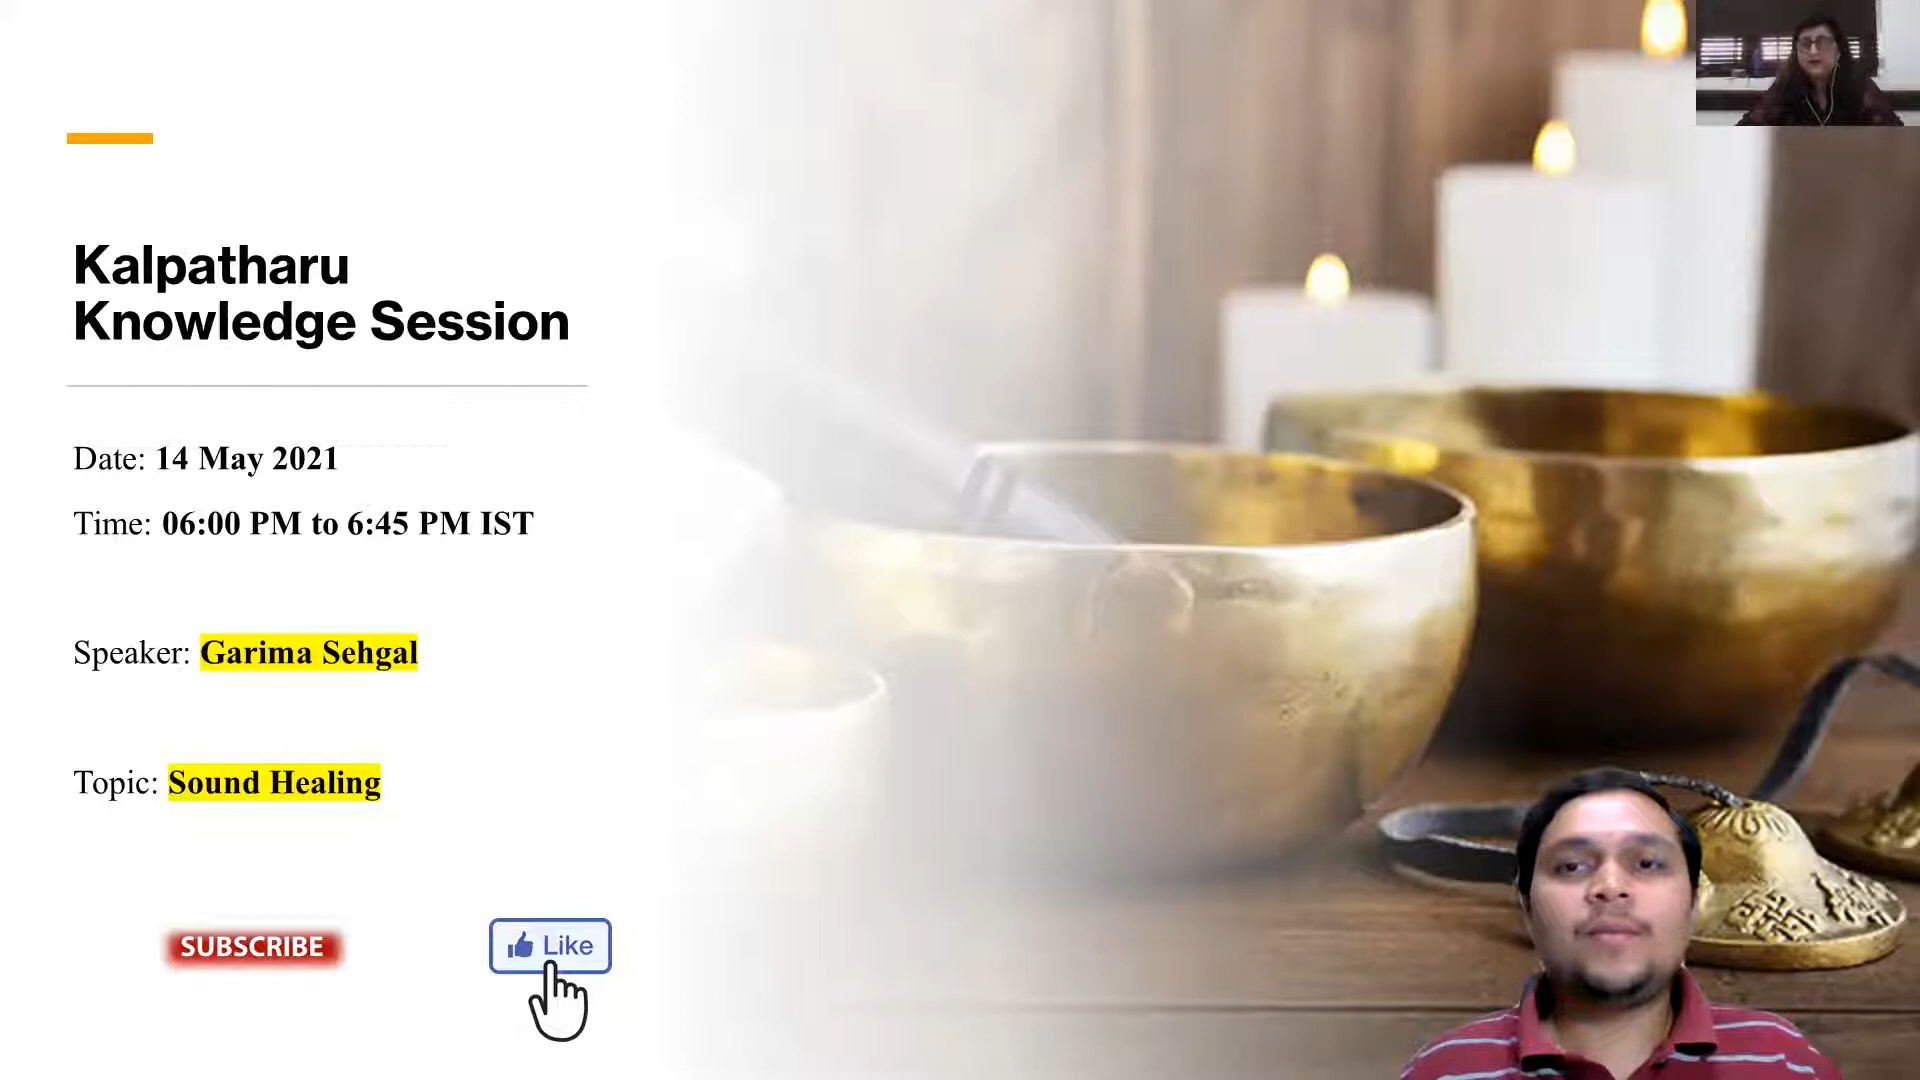 Kalpatharu
Knowledge Session
Date: 14 May 2021
Time: 06:00 PM to 6:45 PM IST
Speaker: Garima Sehgal
Topic: Sound Healing
SUBSCRIBE
Like